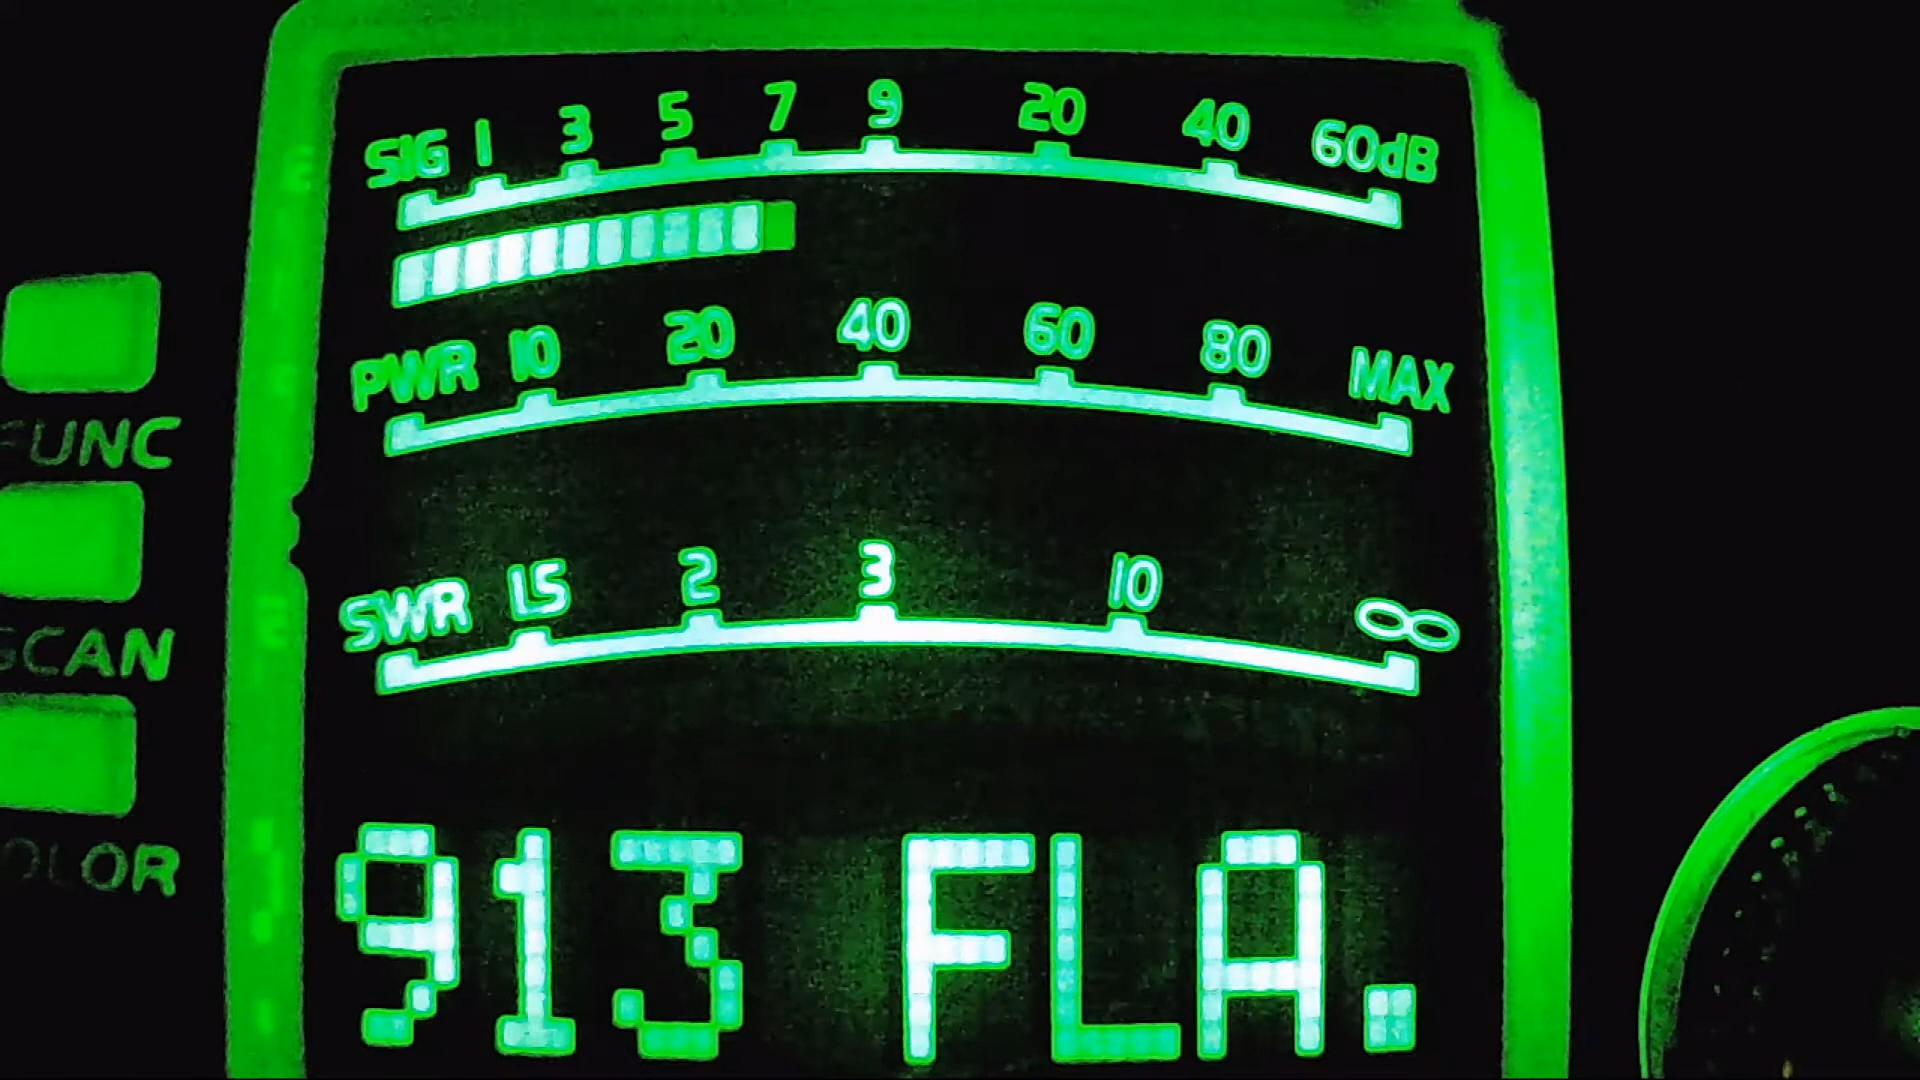 SIG 1 3 5 7 9 20 40 60dB
PWR 10 20 40 60 80 MAX
FUNC
SWR 1.5 2 3 10 ∞
SCAN
COLOR
913 FLA.